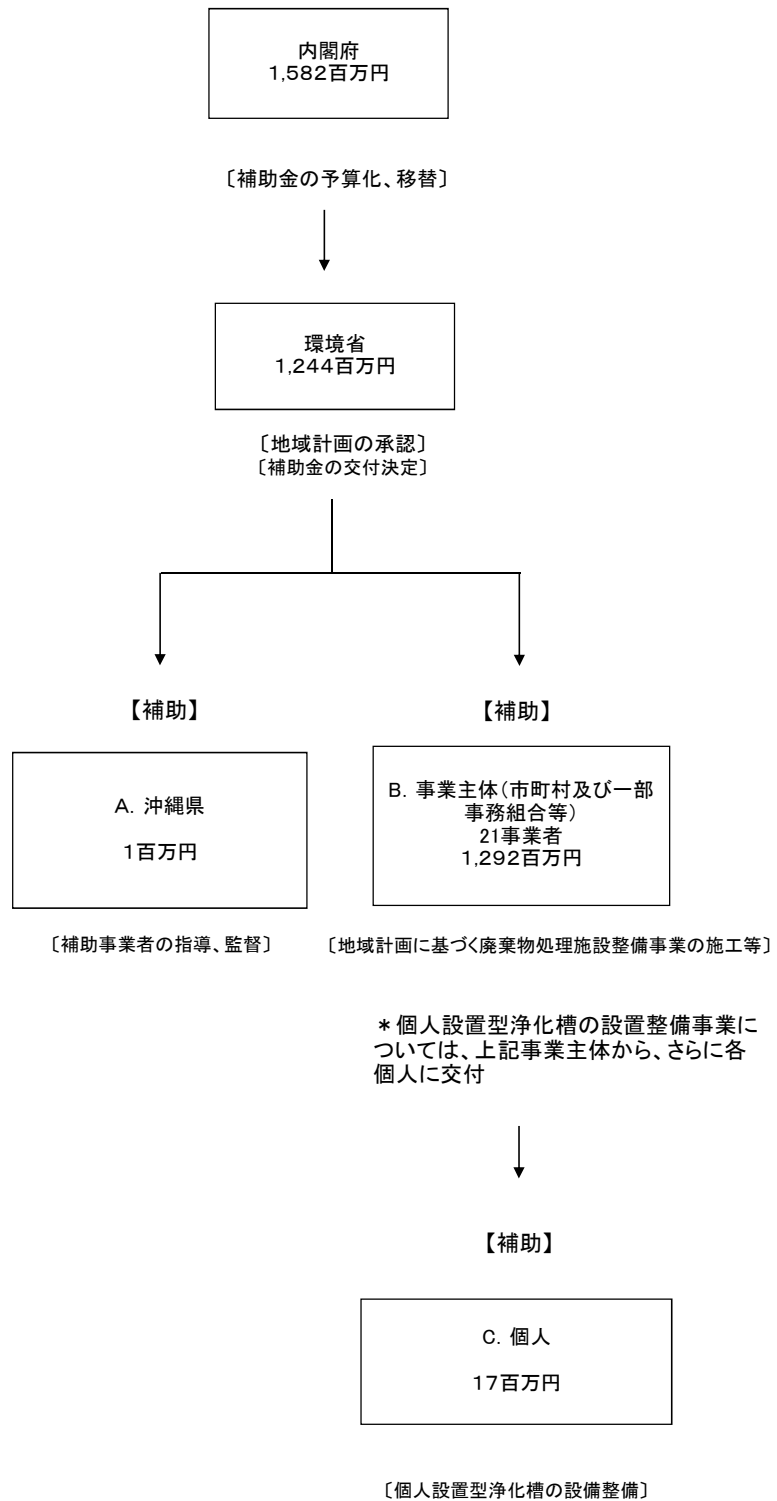 内閣府
1,582百万円
〔補助金の予算化、移替〕
環境省
1,244百万円
〔地域計画の承認〕
〔補助金の交付決定〕
【補助】
【補助】
A. 沖縄県
1百万円
B. 事業主体（市町村及び一部
事務組合等）
21事業者
1,292百万円
〔補助事業者の指導、監督〕
〔地域計画に基づく廃棄物処理施設整備事業の施工等〕
＊個人設置型浄化槽の設置整備事業に
ついては、上記事業主体から、さらに各
個人に交付
【補助】
C. 個人
17百万円
〔個人設置型浄化槽の設備整備〕